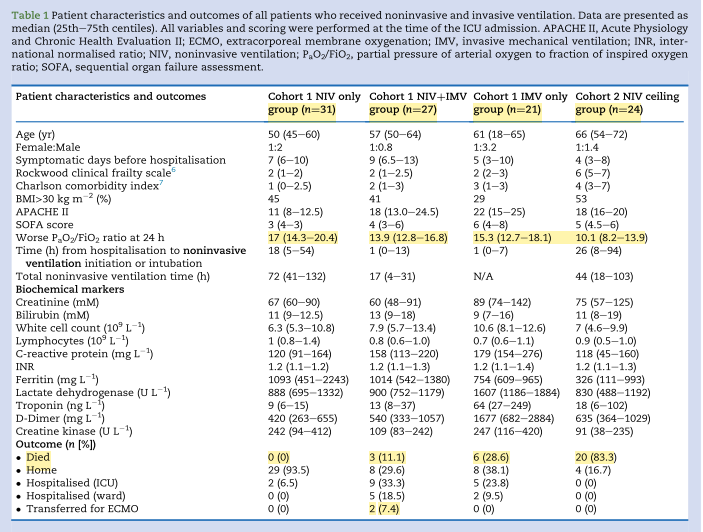 Table 1 Patient characteristics and outcomes of all patients who received noninvasive and invasive ventilation. Data are presented as
median (25th–75th centiles). All variables and scoring were performed at the time of the ICU admission. APACHE II, Acute Physiology
and Chronic Health Evaluation II; ECMO, extracorporeal membrane oxygenation; IMV, invasive mechanical ventilation; INR, inter-
national normalised ratio; NIV, noninvasive ventilation; PaO2/FiO2, partial pressure of arterial oxygen to fraction of inspired oxygen
ratio; SOFA, sequential organ failure assessment.
Patient characteristics and outcomes Cohort 1 NIV only Cohort 1 NIV+IMV Cohort 1 IMV only Cohort 2 NIV ceiling
group (n=31) group (n=27) group (n=21) group (n=24)
Age (yr) 50 (45–60) 57 (50–64) 61 (18–65) 66 (54–72)
Female:Male 1:2 1:0.8 1:3.2 1:1.4
Symptomatic days before hospitalisation 7 (6–10) 9 (6.5–13) 5 (3–10) 4 (3–8)
Rockwood clinical frailty scale6 2 (1–2) 2 (1–2.5) 2 (2–3) 6 (5–7)
Charlson comorbidity index7 1 (0–2.5) 2 (1–3) 3 (1–3) 4 (3–7)
BMI>30 kg m−2 (%) 45 41 29 53
APACHE II 11 (8–12.5) 18 (13.0–24.5) 22 (15–25) 18 (16–20)
SOFA score 3 (3–4) 4 (3–6) 6 (4–8) 5 (4.5–6)
Worse PaO2/FiO2 ratio at 24 h 17 (14.3–20.4) 13.9 (12.8–16.8) 15.3 (12.7–18.1) 10.1 (8.2–13.9)
Time (h) from hospitalisation to noninvasive 18 (5–54) 1 (0–13) 1 (0–7) 26 (8–94)
ventilation initiation or intubation
Total noninvasive ventilation time (h) 72 (41–132) 17 (4–31) N/A 44 (18–103)
Biochemical markers
Creatinine (mM) 67 (60–90) 60 (48–91) 89 (74–142) 75 (57–125)
Bilirubin (mM) 11 (9–12.5) 13 (9–18) 9 (7–16) 11 (8–19)
White cell count (10⁹ L−1) 6.3 (5.3–10.8) 7.9 (5.7–13.4) 10.6 (8.1–12.6) 7 (4.6–9.9)
Lymphocytes (10⁹ L−1) 1 (0.8–1.4) 0.8 (0.6–1.0) 0.7 (0.6–1.1) 0.9 (0.5–1.0)
C-reactive protein (mg L−1) 120 (91–164) 158 (113–220) 179 (154–276) 118 (45–160)
INR 1.2 (1.1–1.2) 1.2 (1.1–1.3) 1.2 (1.1–1.4) 1.2 (1.1–1.3)
Ferritin (mg L−1) 1093 (451–2243) 1014 (542–1380) 754 (609–965) 326 (111–993)
Lactate dehydrogenase (U L−1) 888 (695–1332) 900 (752–1179) 1607 (1186–1884) 830 (488–1192)
Troponin (ng L−1) 9 (6–15) 13 (8–37) 64 (27–249) 18 (6–102)
D-Dimer (mg L−1) 420 (263–655) 540 (333–1057) 1677 (682–2884) 635 (364–1029)
Creatine kinase (U L−1) 242 (94–412) 109 (83–242) 247 (116–420) 91 (38–235)
Outcome (n [%])
• Died 0 (0) 3 (11.1) 6 (28.6) 20 (83.3)
• Home 29 (93.5) 8 (29.6) 8 (38.1) 4 (16.7)
• Hospitalised (ICU) 2 (6.5) 9 (33.3) 5 (23.8) 0 (0)
• Hospitalised (ward) 0 (0) 5 (18.5) 2 (9.5) 0 (0)
• Transferred for ECMO 0 (0) 2 (7.4) 0 (0) 0 (0)